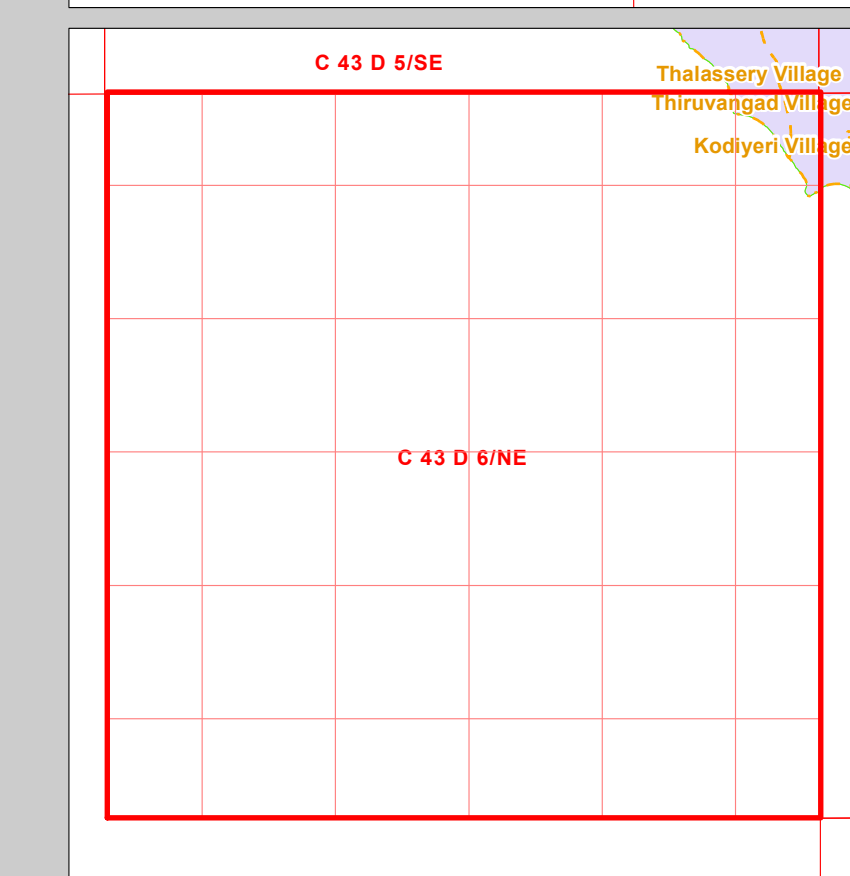 C 43 D 5/SE
Thalassery Village
Thiruvangad Village
Kodiyeri Village
C 43 D 6/NE